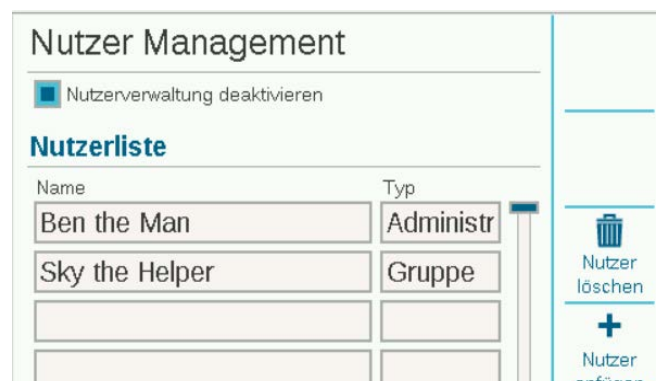 Nutzer Management
Nutzerverwaltung deaktivieren
Nutzerliste
Name Typ
Ben the Man Administr
Sky the Helper Gruppe
Nutzer
löschen
Nutzer